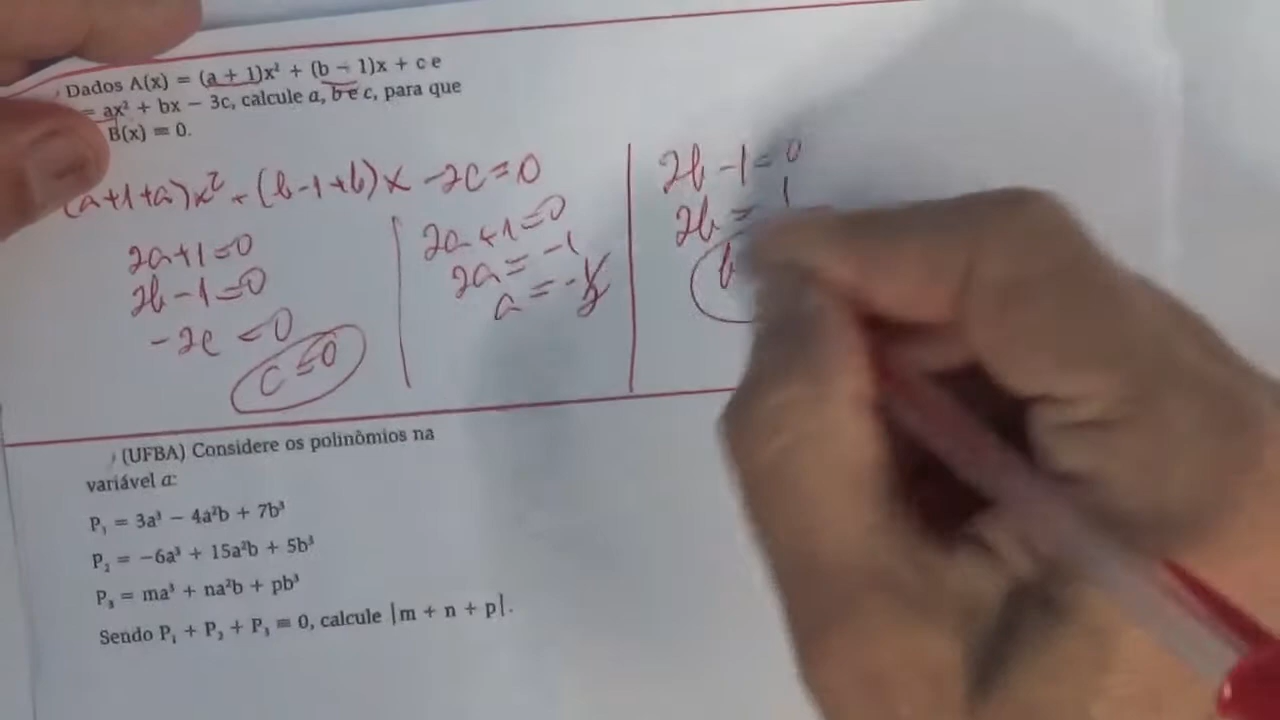 Dados A(x) = (a + 1)x² + (b − 1)x + c e
= ax² + bx − 3c, calcule a, b e c, para que
B(x) ≡ 0.
(a+1+a)x² + (b-1+b)x -2c=0
2a+1=0
2b-1=0
-2c=0
c=0
2a+1=0
2a=-1
a=-1/2
2b-1=0
2b=1
b
(UFBA) Considere os polinômios na
variável a:
P₁ = 3a³ − 4a²b + 7b³
P₂ = −6a³ + 15a²b + 5b³
P₃ = ma³ + na²b + pb³
Sendo P₁ + P₂ + P₃ ≡ 0, calcule |m + n + p|.